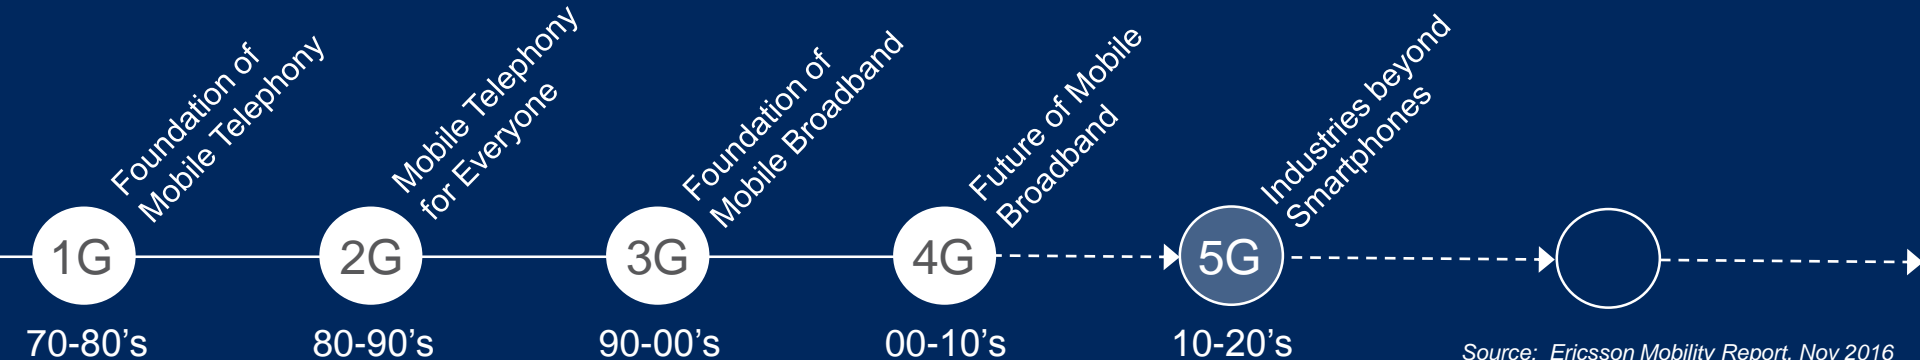 Foundation of
Mobile Telephony
Mobile Telephony
for Everyone
Foundation of
Mobile Broadband
Future of Mobile
Broadband
Industries beyond
Smartphones
1G
2G
3G
4G
5G
70-80’s
80-90’s
90-00’s
00-10’s
10-20’s
Source: Ericsson Mobility Report, Nov 2016